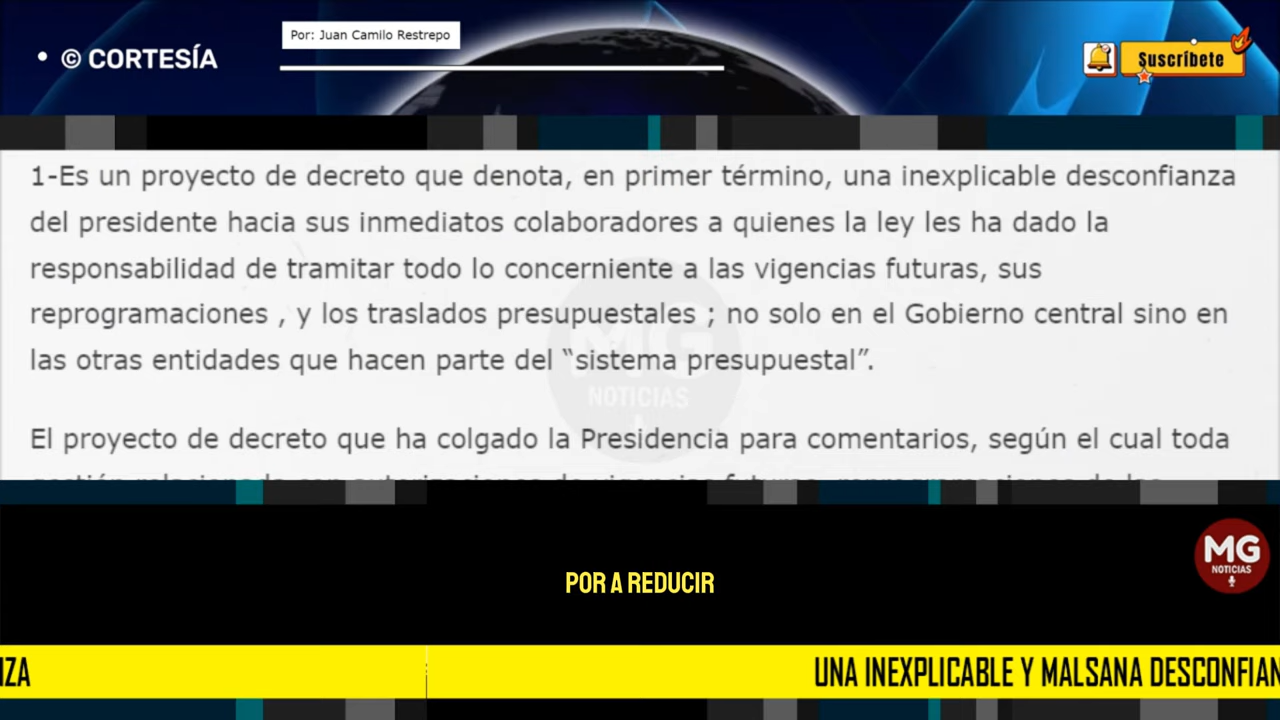 • © CORTESÍA
Por: Juan Camilo Restrepo
Suscríbete
1-Es un proyecto de decreto que denota, en primer término, una inexplicable desconfianza
del presidente hacia sus inmediatos colaboradores a quienes la ley les ha dado la
responsabilidad de tramitar todo lo concerniente a las vigencias futuras, sus
reprogramaciones , y los traslados presupuestales ; no solo en el Gobierno central sino en
las otras entidades que hacen parte del “sistema presupuestal”.
El proyecto de decreto que ha colgado la Presidencia para comentarios, según el cual toda
MG
NOTICIAS
POR A REDUCIR
MG
NOTICIAS
NZA
UNA INEXPLICABLE Y MALSANA DESCONFIAN